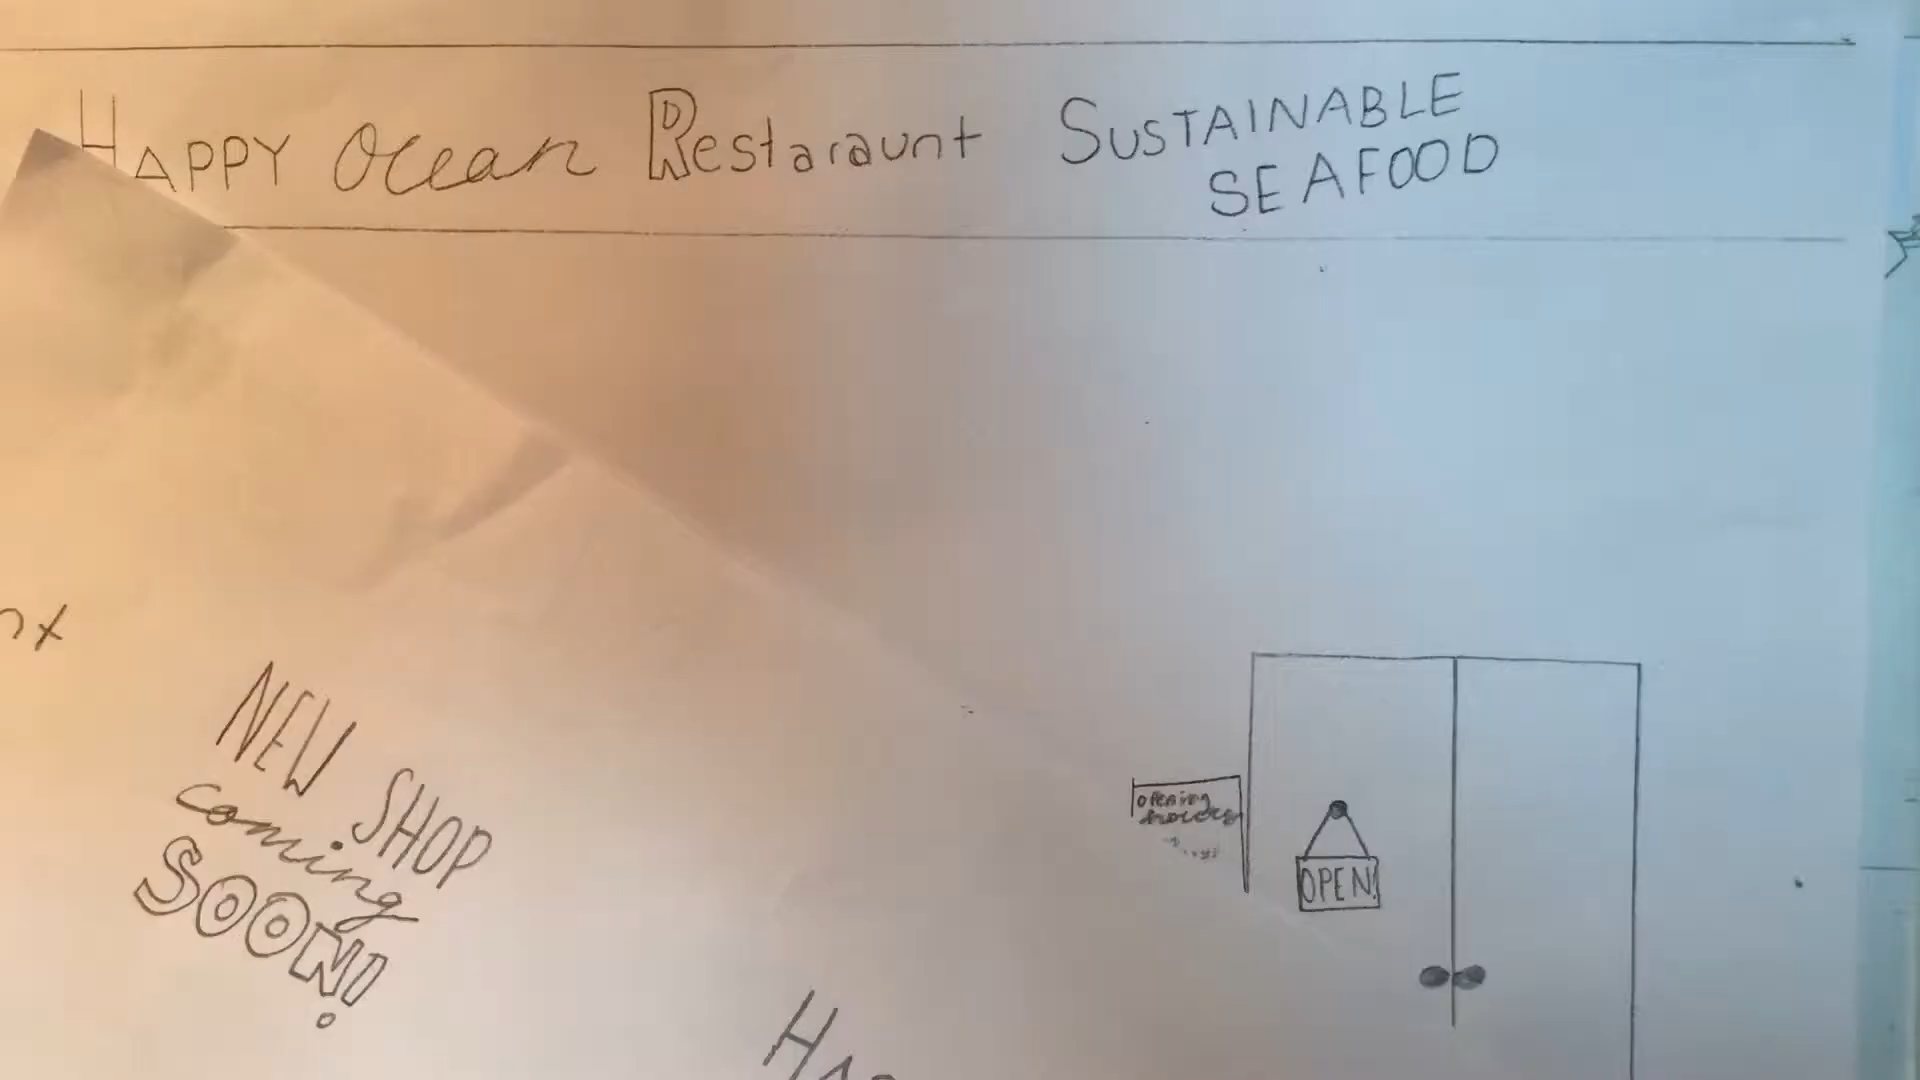 HAPPY Ocean Restaraunt SUSTAINABLE
SEAFOOD
NEW SHOP
coming
SOON!
opening
OPEN!